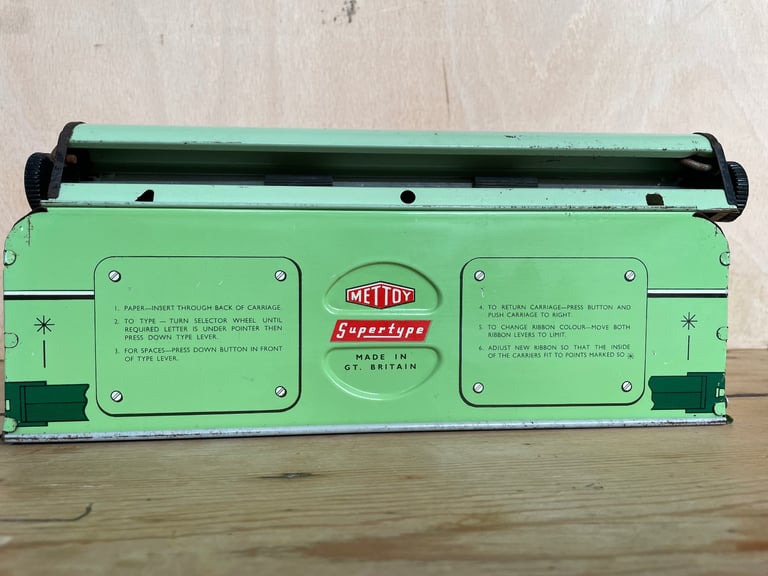 1. PAPER—INSERT THROUGH BACK OF CARRIAGE.
2. TO TYPE — TURN SELECTOR WHEEL UNTIL
REQUIRED LETTER IS UNDER POINTER THEN
PRESS DOWN TYPE LEVER.
3. FOR SPACES—PRESS DOWN BUTTON IN FRONT
OF TYPE LEVER.
METTOY
Supertype
MADE IN
GT. BRITAIN
4. TO RETURN CARRIAGE—PRESS BUTTON AND
PUSH CARRIAGE TO RIGHT.
5. TO CHANGE RIBBON COLOUR—MOVE BOTH
RIBBON LEVERS TO LIMIT.
6. ADJUST NEW RIBBON SO THAT THE INSIDE
OF THE CARRIERS FIT TO POINTS MARKED SO ✳